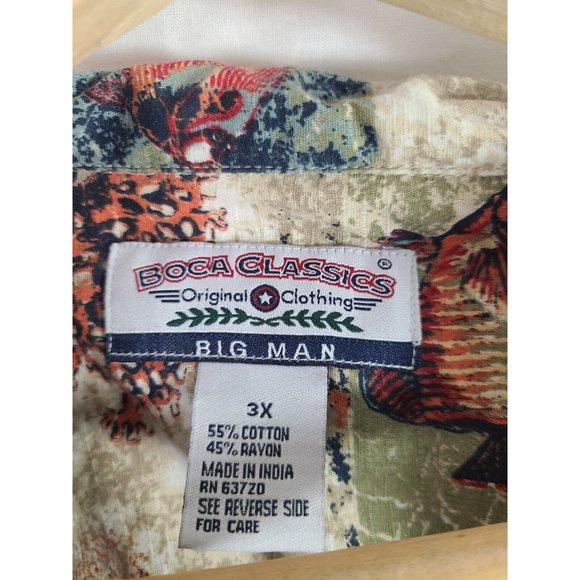 BOCA CLASSICS ®
Original Clothing
BIG MAN
3X
55% COTTON
45% RAYON
MADE IN INDIA
RN 63720
SEE REVERSE SIDE
FOR CARE